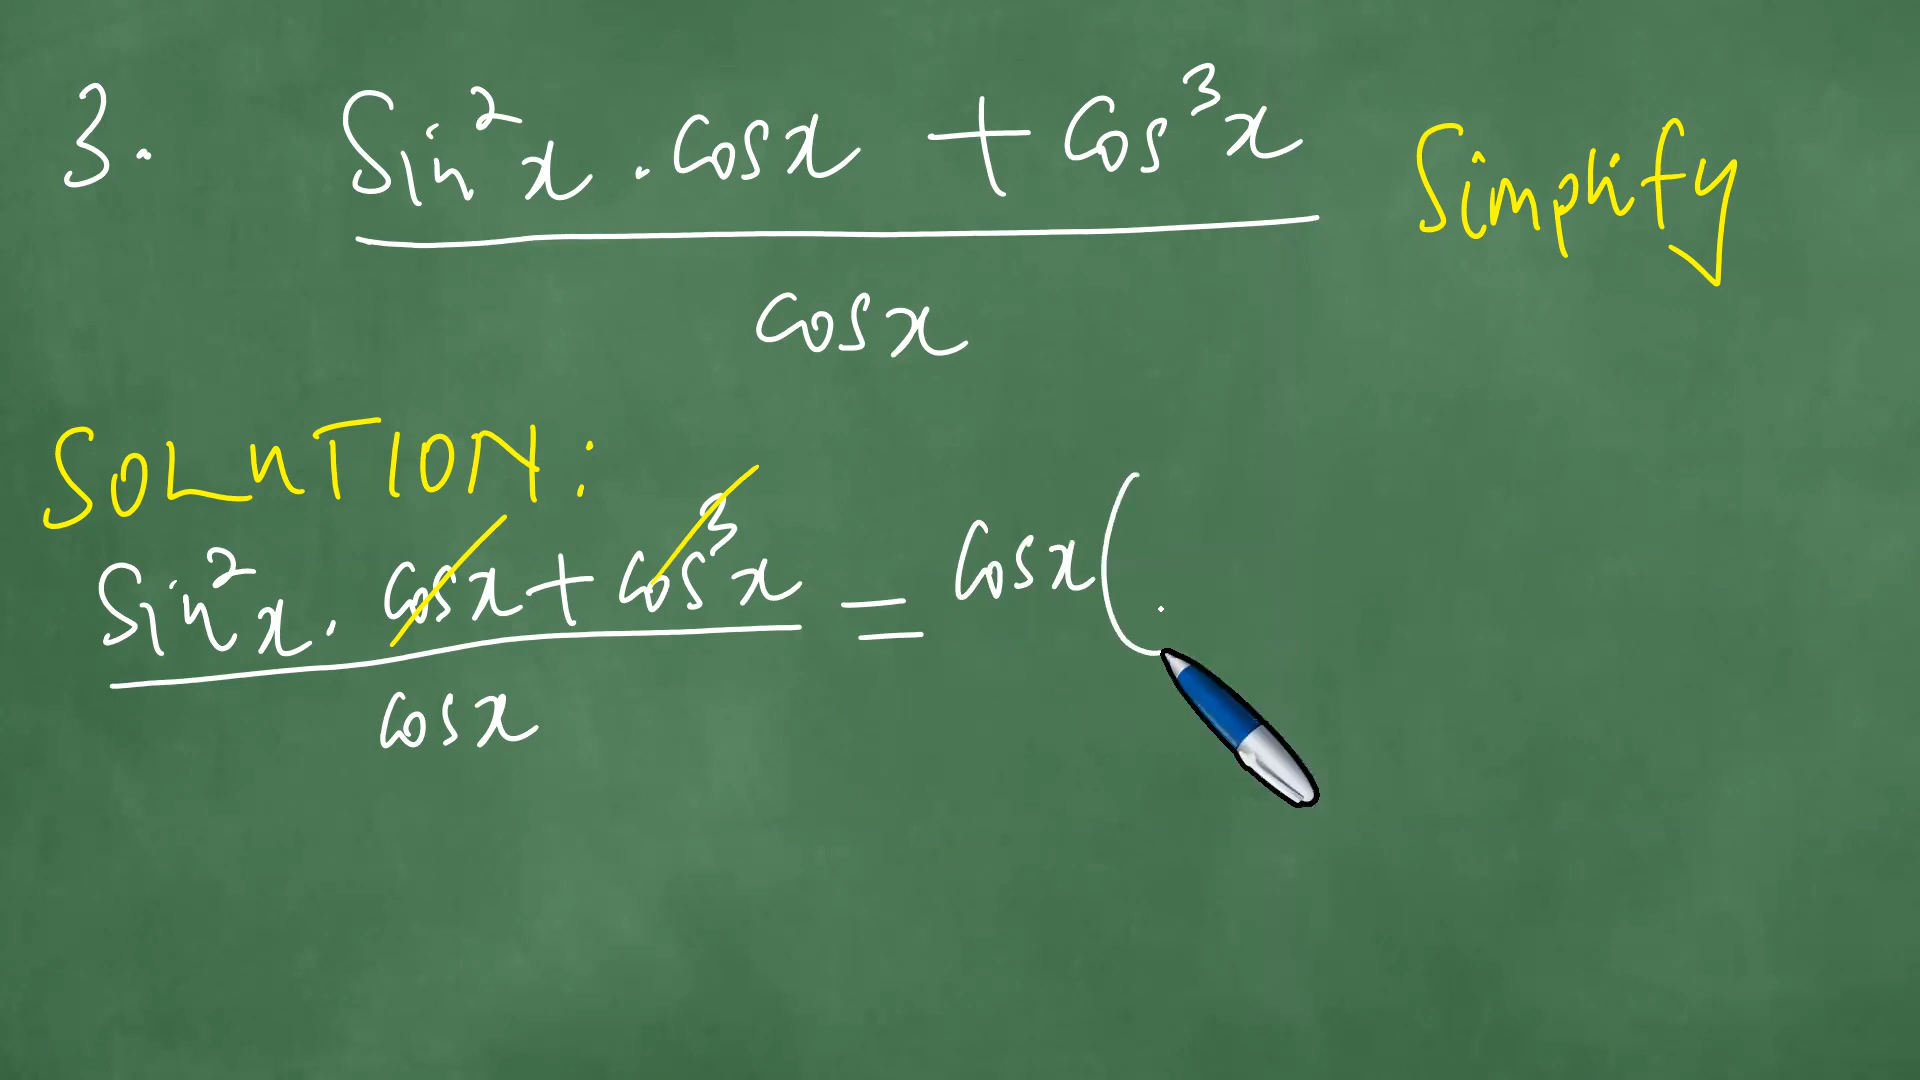 3. Sin²x . Cosx + Cos³x Simplify
Cosx
SOLUTION:
Sin²x . Cosx + Cos³x = Cosx(
Cosx